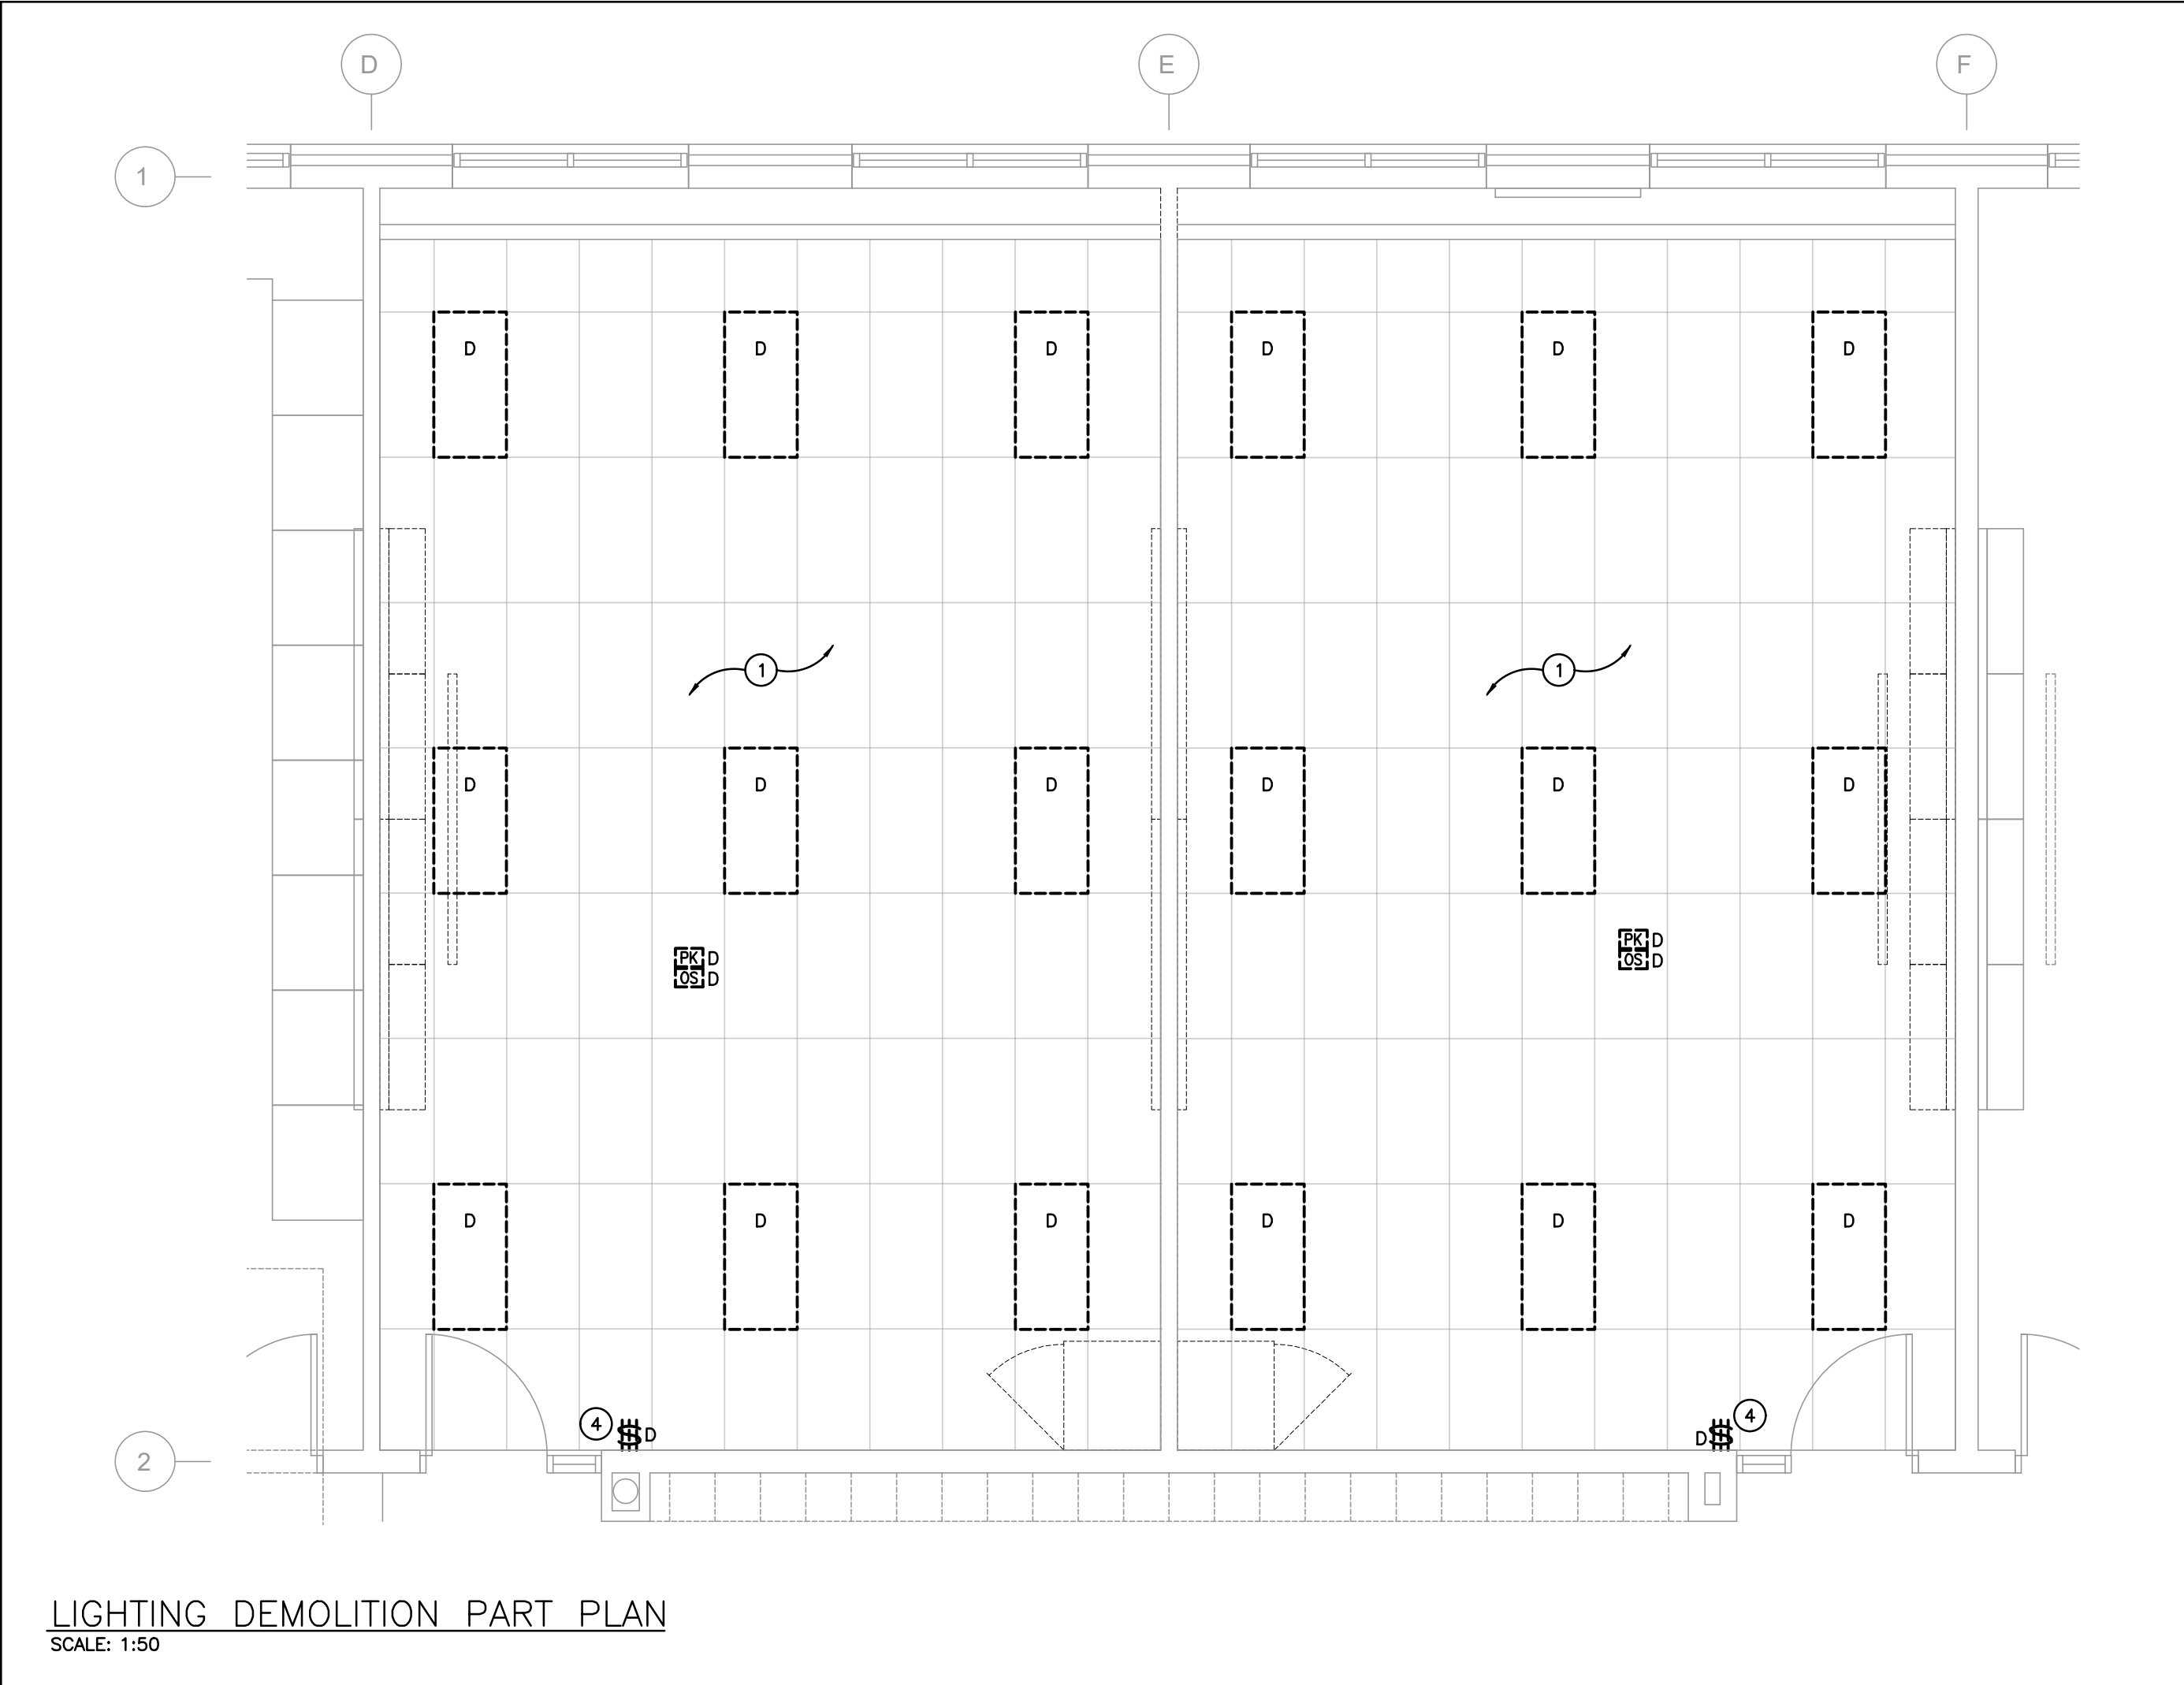 D E F
1
D D D D D D
1 1
D D D D D D
PK D
OS D
PK D
OS D
D D D D D D
4 $ D
D $ 4
2
LIGHTING DEMOLITION PART PLAN
SCALE: 1:50